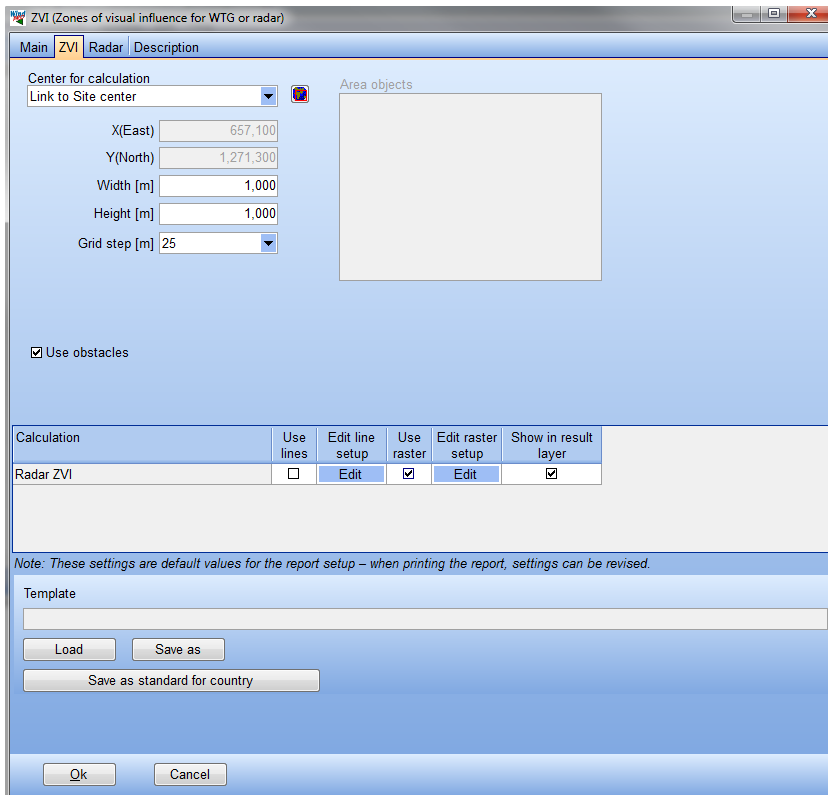 ZVI (Zones of visual influence for WTG or radar)
Main ZVI Radar Description
Center for calculation
Link to Site center
Area objects
X(East) 657,100
Y(North) 1,271,300
Width [m] 1,000
Height [m] 1,000
Grid step [m] 25
Use obstacles
Calculation Use lines Edit line setup Use raster Edit raster setup Show in result layer
Radar ZVI Edit Edit
Note: These settings are default values for the report setup – when printing the report, settings can be revised.
Template
Load Save as
Save as standard for country
Ok Cancel